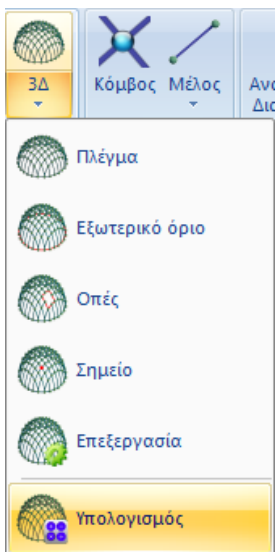 3Δ
Κόμβος Μέλος
Πλέγμα
Εξωτερικό όριο
Οπές
Σημείο
Επεξεργασία
Υπολογισμός